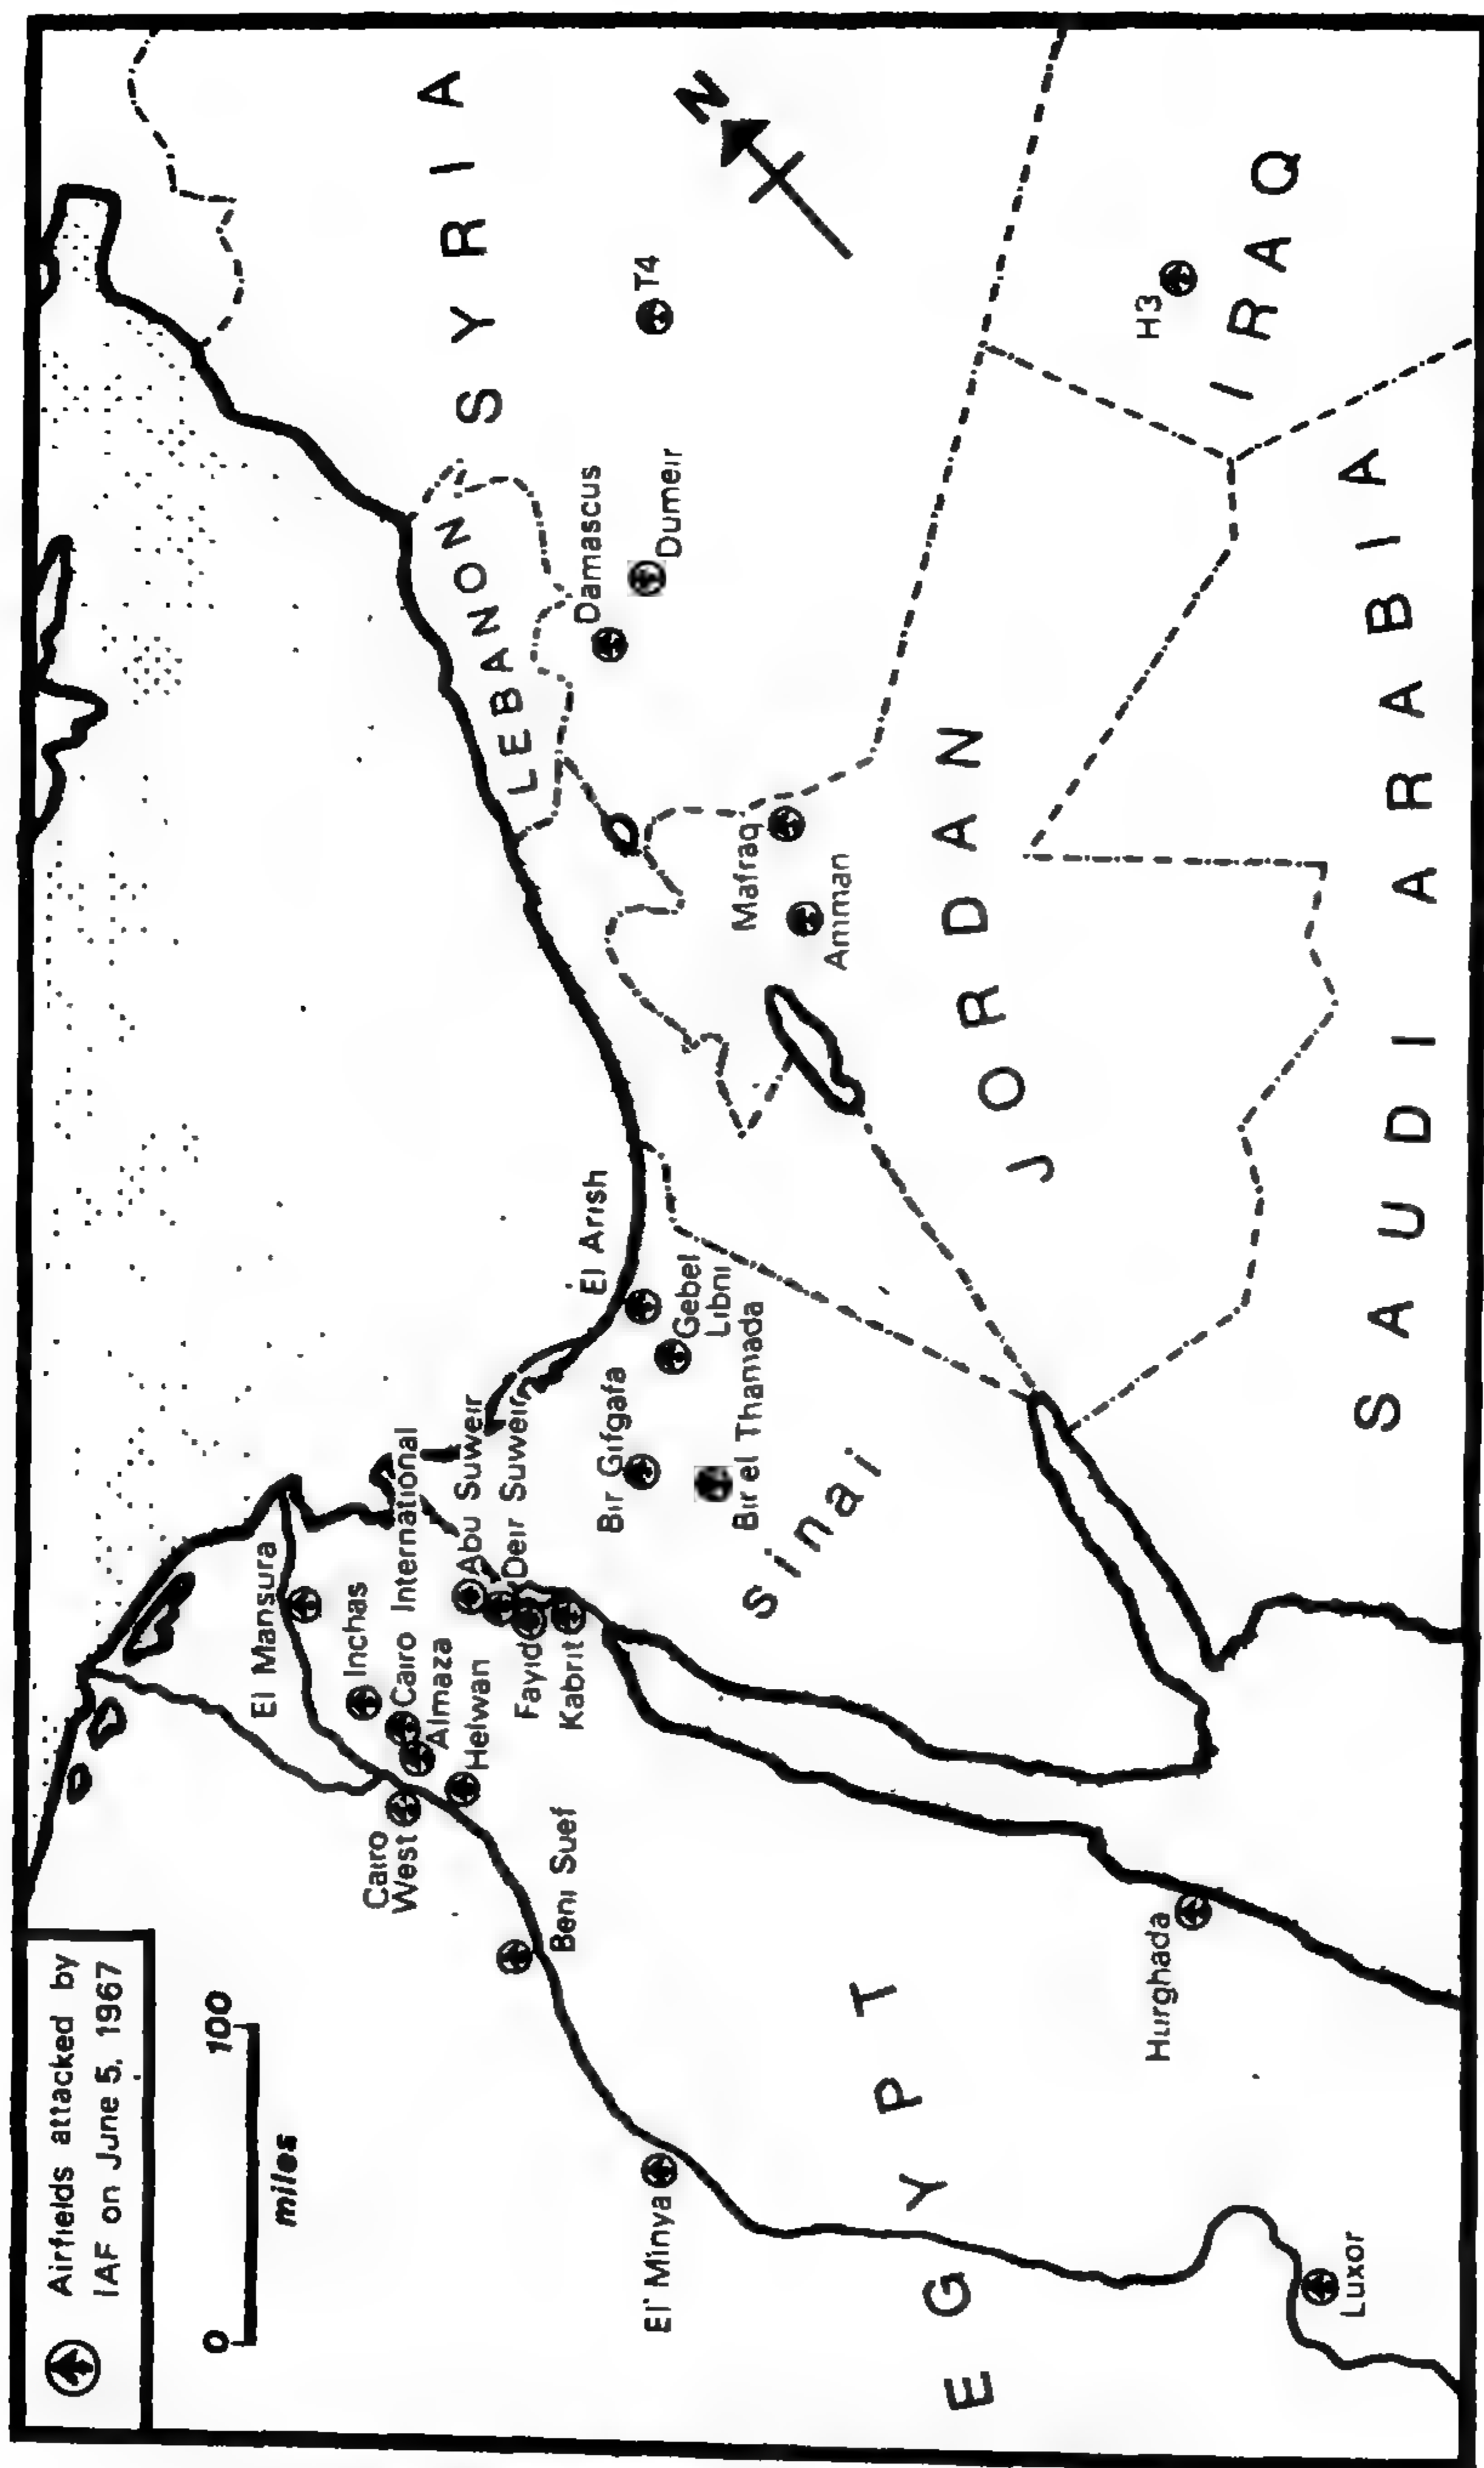 Airfields attacked by
IAF on June 5, 1967
0
100
miles
N
SYRIA
LEBANON
T4
Damascus
Dumeir
IRAQ
H3
JORDAN
Mafraq
Amman
SAUDI ARABIA
El Arish
Gebel
Libni
Bir Gifgafa
Bir el Thamada
Sinai
El Mansura
Inchas
Cairo International
Almaza
Helwan
Abu Suweir
Deir Suweir
Fayid
Kabrit
Cairo
West
Beni Suef
El' Minya
EGYPT
Hurghada
Luxor